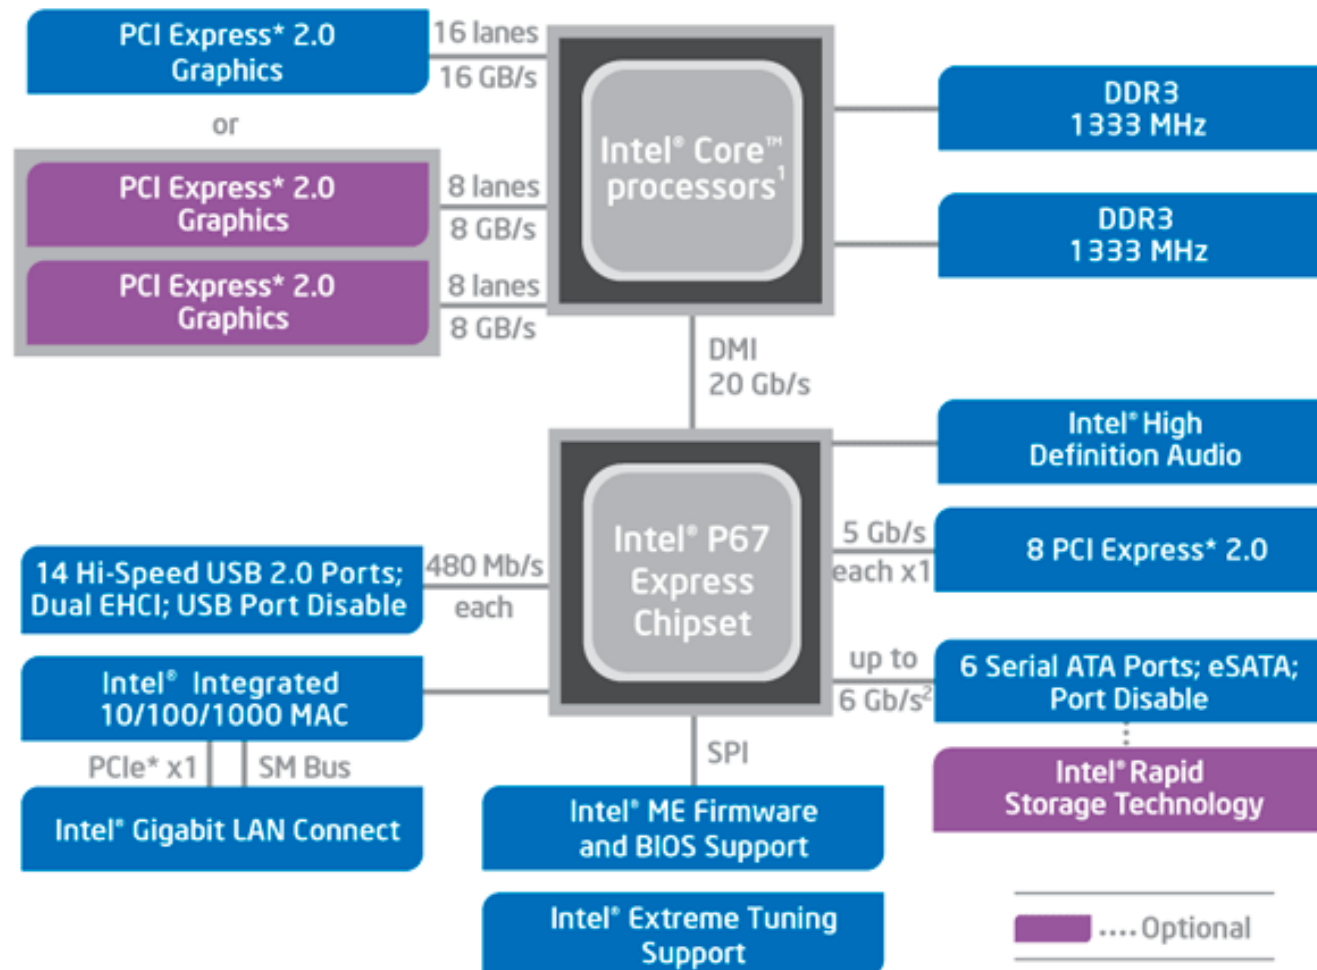 PCI Express* 2.0
Graphics
16 lanes
16 GB/s
or
PCI Express* 2.0
Graphics
8 lanes
8 GB/s
PCI Express* 2.0
Graphics
8 lanes
8 GB/s
Intel® Core™
processors¹
DDR3
1333 MHz
DDR3
1333 MHz
DMI
20 Gb/s
Intel® High
Definition Audio
Intel® P67
Express
Chipset
5 Gb/s
each x1
8 PCI Express* 2.0
14 Hi-Speed USB 2.0 Ports;
Dual EHCI; USB Port Disable
480 Mb/s
each
up to
6 Gb/s²
6 Serial ATA Ports; eSATA;
Port Disable
Intel® Integrated
10/100/1000 MAC
PCIe* x1
SM Bus
SPI
Intel® Rapid
Storage Technology
Intel® Gigabit LAN Connect
Intel® ME Firmware
and BIOS Support
Intel® Extreme Tuning
Support
.... Optional